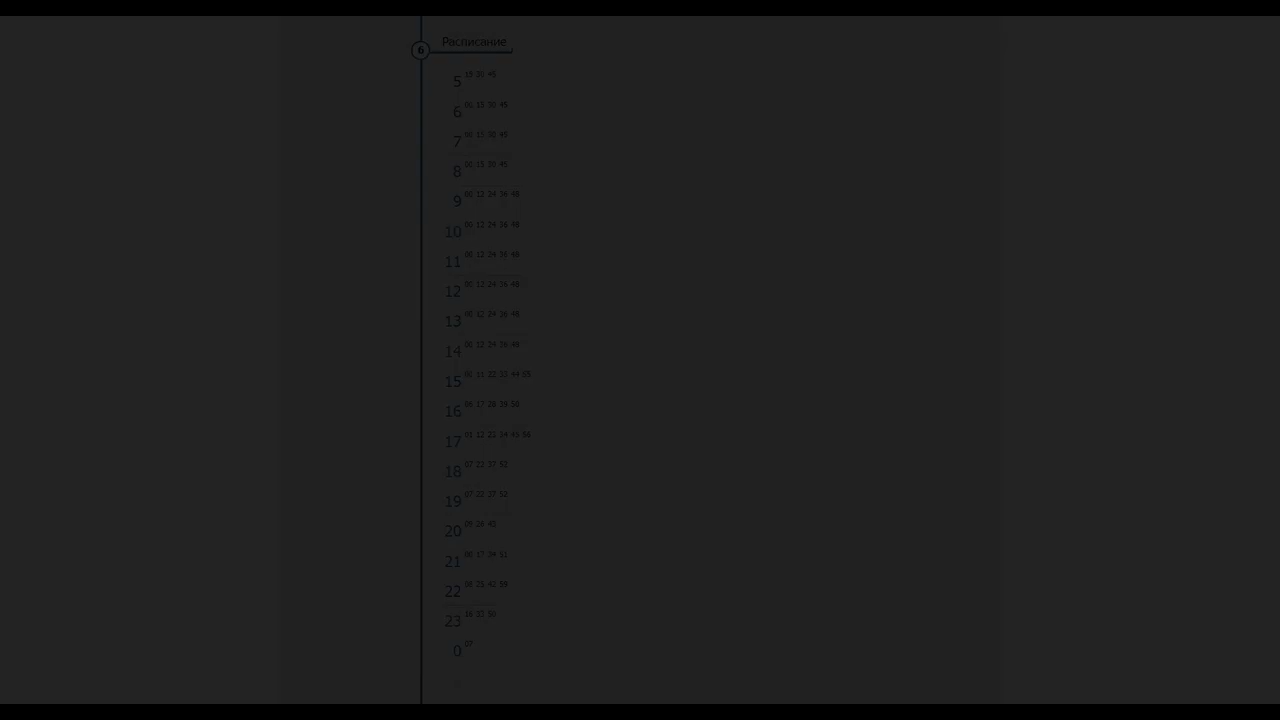 Расписание
6
5 15 30 45
6 00 15 30 45
7 00 15 30 45
8 00 15 30 45
9 00 12 24 36 48
10 00 12 24 36 48
11 00 12 24 36 48
12 00 12 24 36 48
13 00 12 24 36 48
14 00 12 24 36 48
15 00 11 22 33 44 55
16 06 17 28 39 50
17 01 12 23 34 45 56
18 07 22 37 52
19 07 22 37 52
20 09 26 43
21 00 17 34 51
22 08 25 42 59
23 16 33 50
0 07